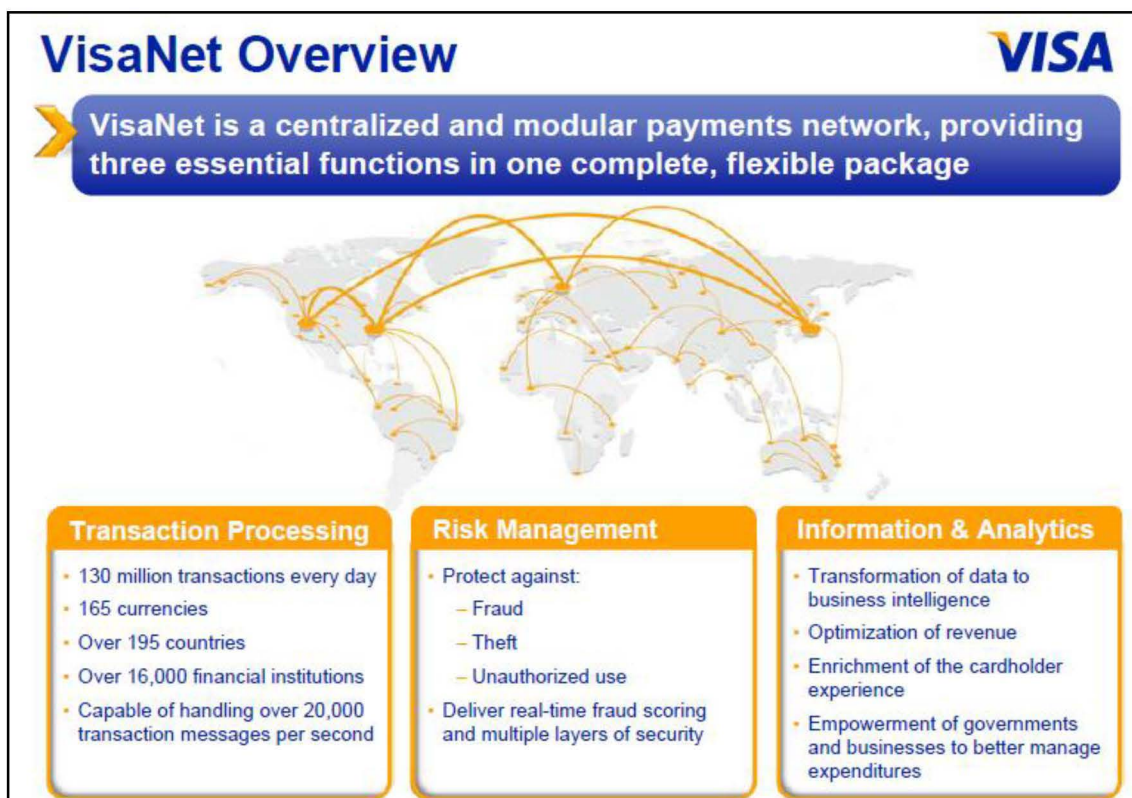 VisaNet Overview
VISA
VisaNet is a centralized and modular payments network, providing
three essential functions in one complete, flexible package
Transaction Processing
• 130 million transactions every day
• 165 currencies
• Over 195 countries
• Over 16,000 financial institutions
• Capable of handling over 20,000
transaction messages per second
Risk Management
• Protect against:
– Fraud
– Theft
– Unauthorized use
• Deliver real-time fraud scoring
and multiple layers of security
Information & Analytics
• Transformation of data to
business intelligence
• Optimization of revenue
• Enrichment of the cardholder
experience
• Empowerment of governments
and businesses to better manage
expenditures